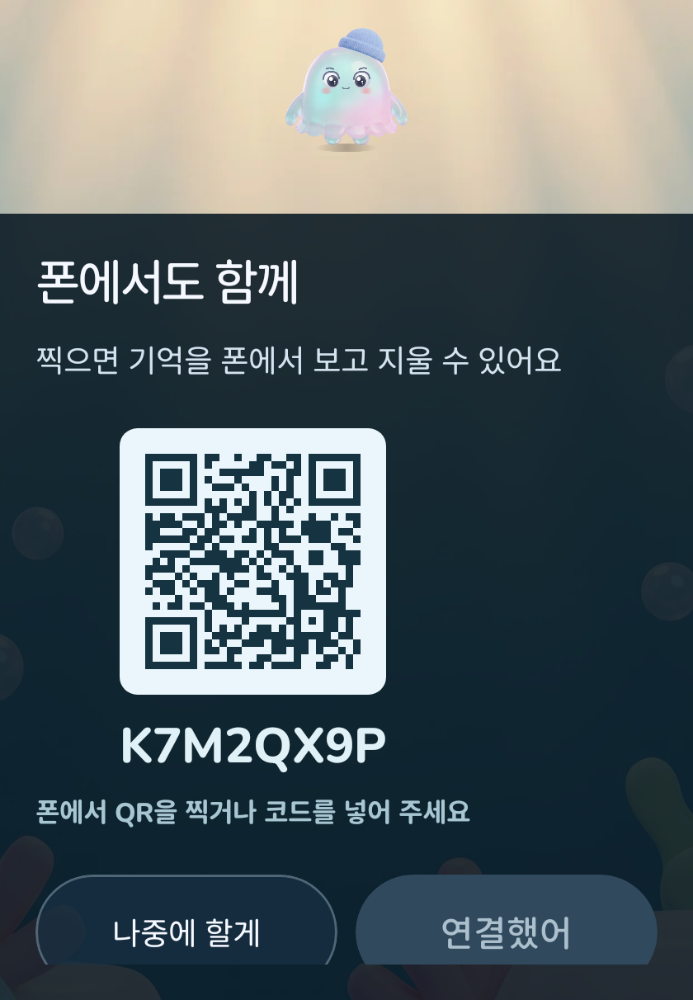 폰에서도 함께
찍으면 기억을 폰에서 보고 지울 수 있어요
K7M2QX9P
폰에서 QR을 찍거나 코드를 넣어 주세요
나중에 할게
연결했어